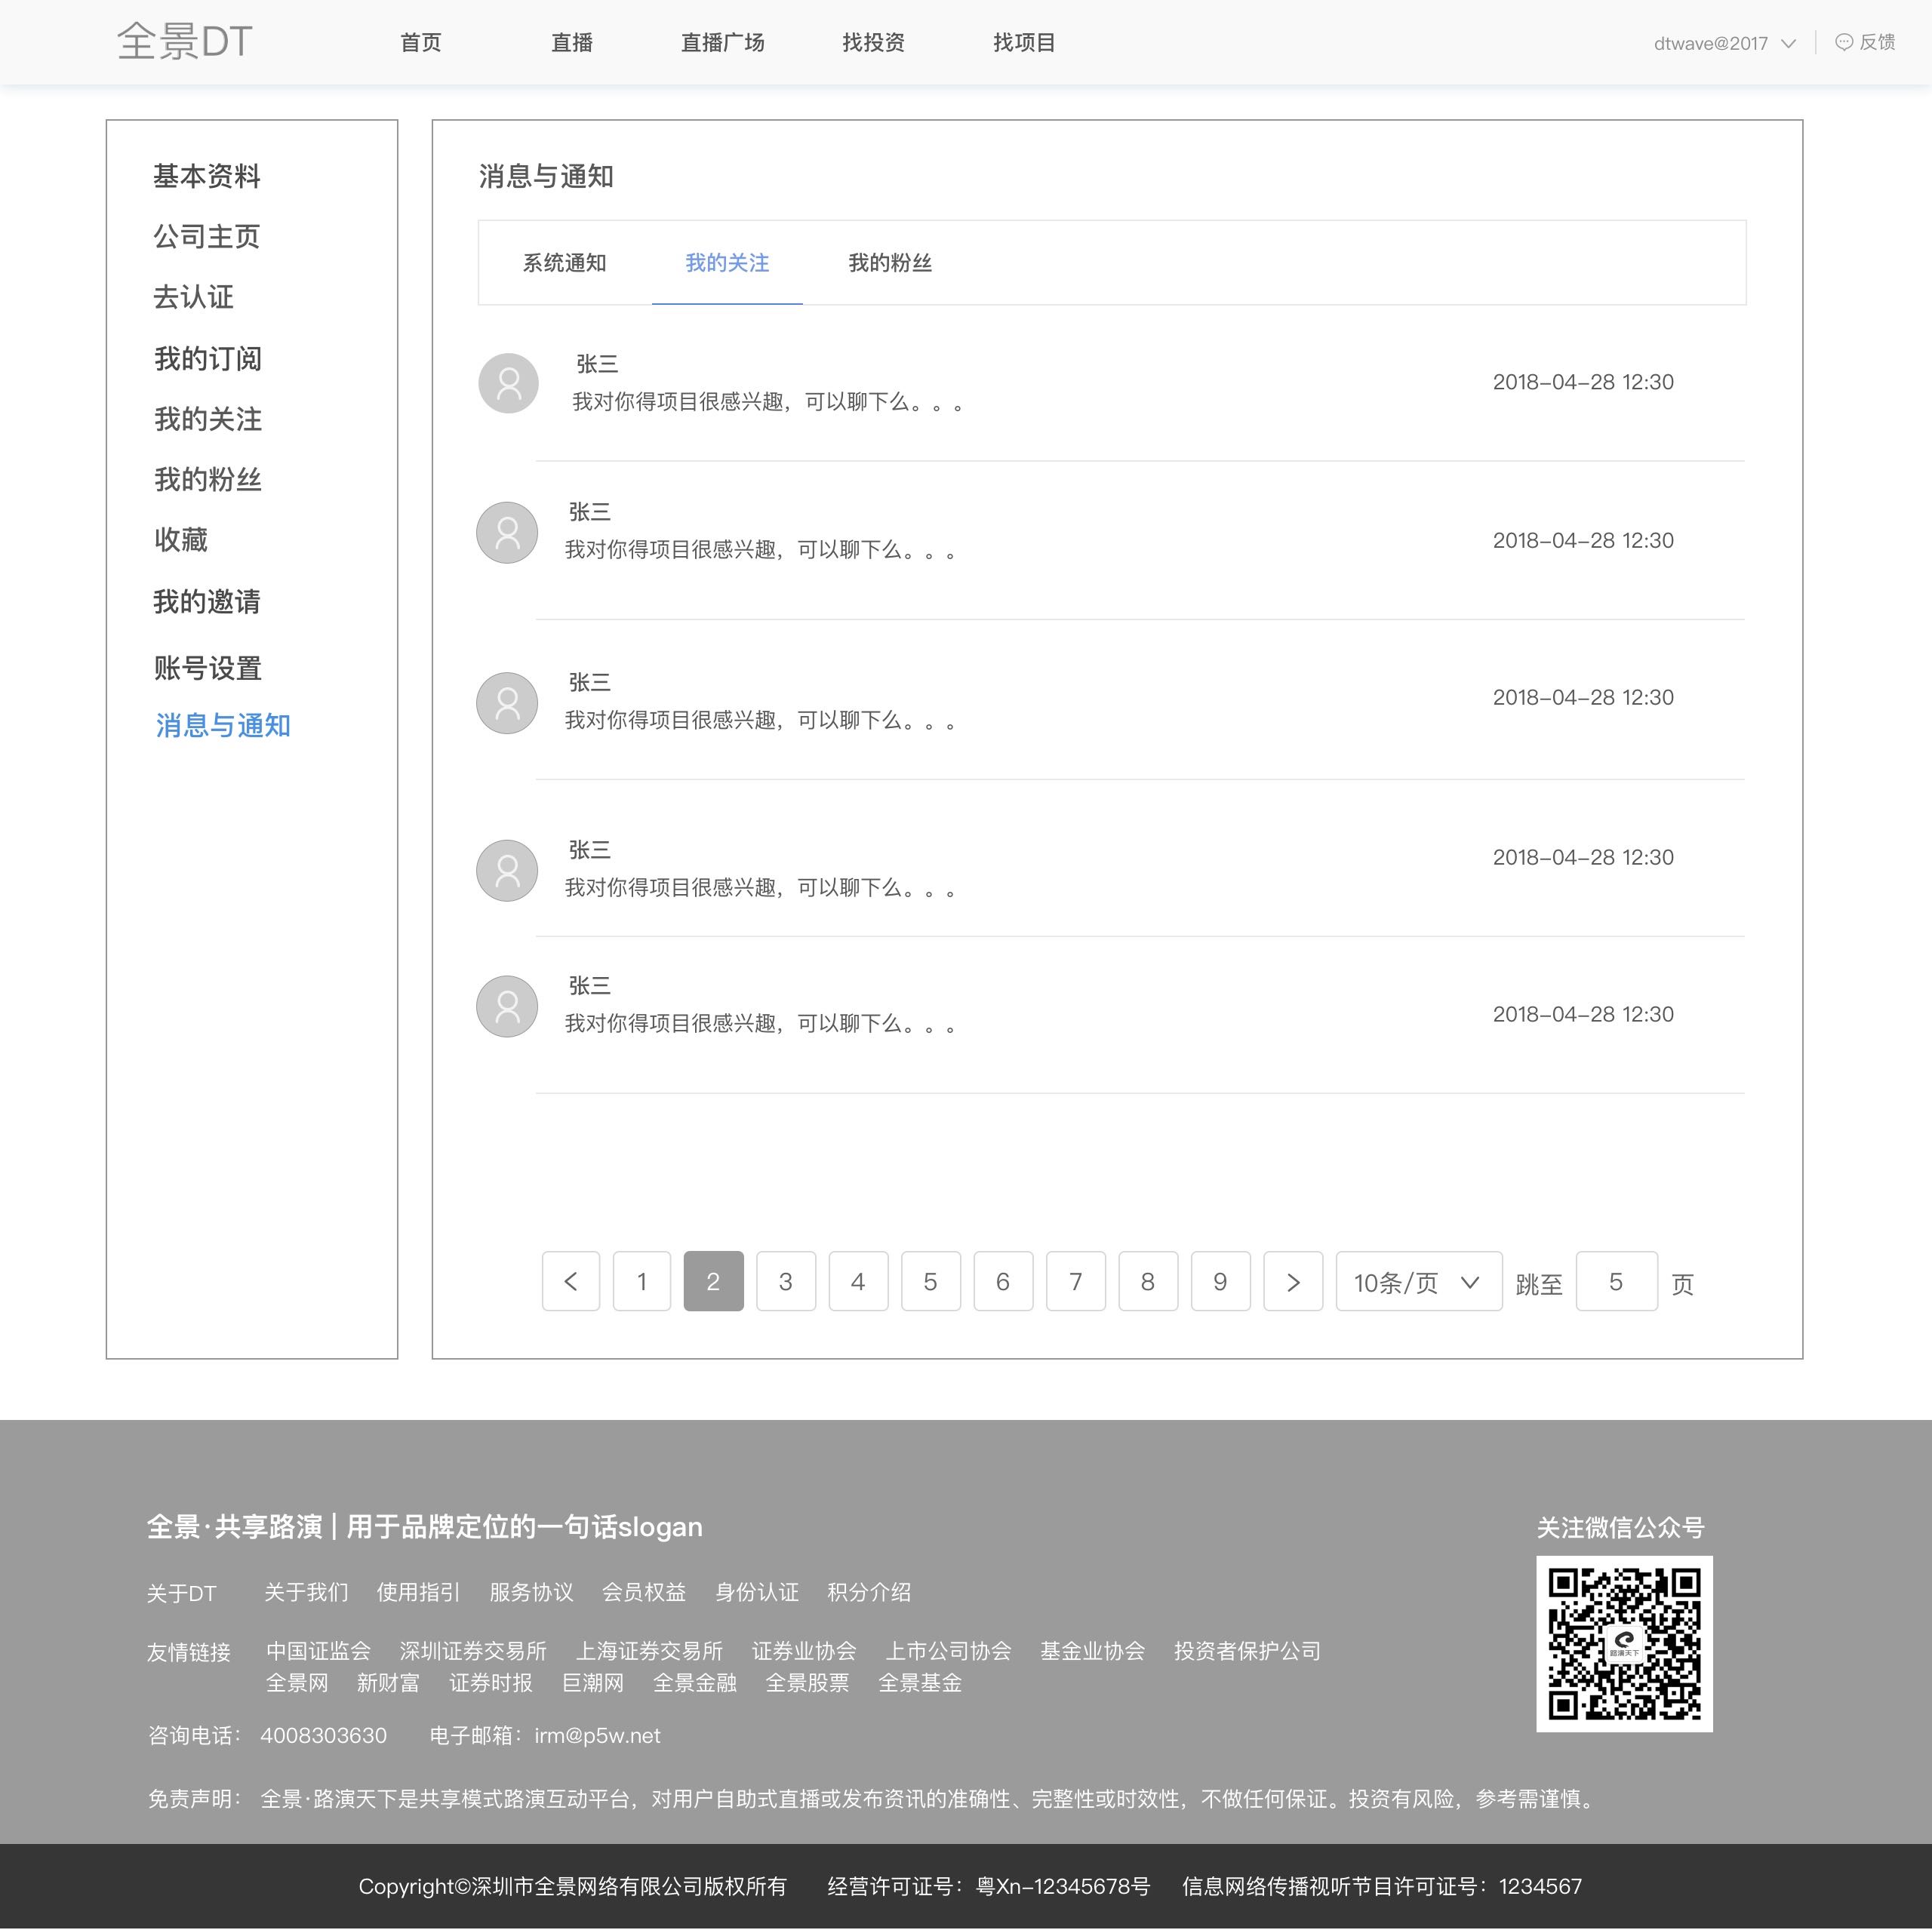 全景DT
首页 直播 直播广场 找投资 找项目
dtwave@2017 反馈
基本资料
公司主页
去认证
我的订阅
我的关注
我的粉丝
收藏
我的邀请
账号设置
消息与通知
消息与通知
系统通知 我的关注 我的粉丝
张三
我对你得项目很感兴趣，可以聊下么。。。
2018-04-28 12:30
张三
我对你得项目很感兴趣，可以聊下么。。。
2018-04-28 12:30
张三
我对你得项目很感兴趣，可以聊下么。。。
2018-04-28 12:30
张三
我对你得项目很感兴趣，可以聊下么。。。
2018-04-28 12:30
张三
我对你得项目很感兴趣，可以聊下么。。。
2018-04-28 12:30
1 2 3 4 5 6 7 8 9 10条/页 跳至 5 页
全景·共享路演 | 用于品牌定位的一句话slogan
关于DT 关于我们 使用指引 服务协议 会员权益 身份认证 积分介绍
友情链接 中国证监会 深圳证券交易所 上海证券交易所 证券业协会 上市公司协会 基金业协会 投资者保护公司
全景网 新财富 证券时报 巨潮网 全景金融 全景股票 全景基金
咨询电话： 4008303630 电子邮箱：irm@p5w.net
免责声明： 全景·路演天下是共享模式路演互动平台，对用户自助式直播或发布资讯的准确性、完整性或时效性，不做任何保证。投资有风险，参考需谨慎。
关注微信公众号
路演天下
Copyright©深圳市全景网络有限公司版权所有 经营许可证号：粤Xn-12345678号 信息网络传播视听节目许可证号：1234567